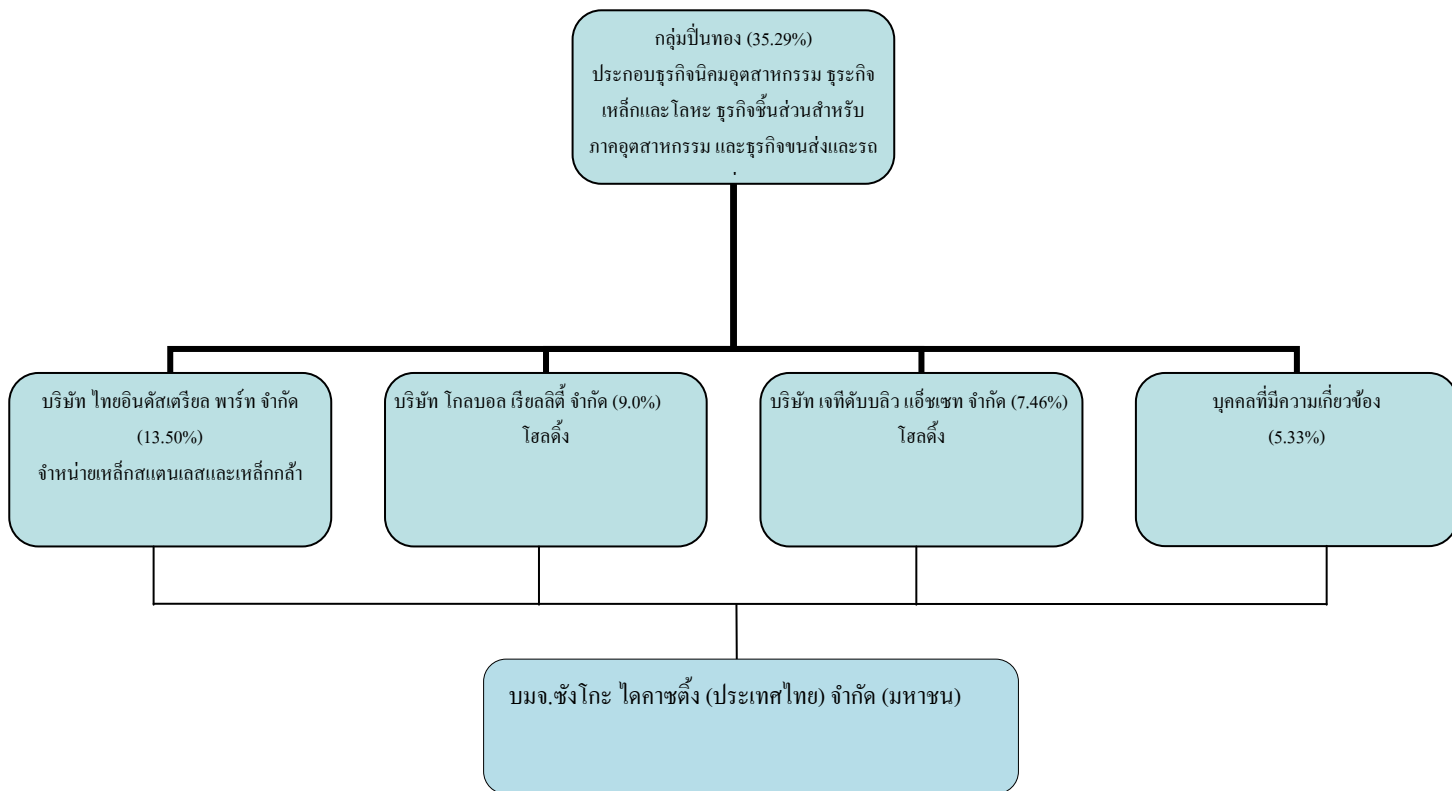 กลุ่มปิ่นทอง (35.29%)
ประกอบธุรกิจนิคมอุตสาหกรรม ธุระกิจ
เหล็กและโลหะ ธุรกิจชิ้นส่วนสำหรับ
ภาคอุตสาหกรรม และธุรกิจขนส่งและรถ
บริษัท ไทยอินดัสเตรียล พาร์ท จำกัด
(13.50%)
จำหน่ายเหล็กสแตนเลสและเหล็กกล้า
บริษัท โกลบอล เรียลลิตี้ จำกัด (9.0%)
โฮลดิ้ง
บริษัท เจทีดับบลิว แอ็ชเซท จำกัด (7.46%)
โฮลดิ้ง
บุคคลที่มีความเกี่ยวข้อง
(5.33%)
บมจ.ซังโกะ ไดคาซติ้ง (ประเทศไทย) จำกัด (มหาชน)